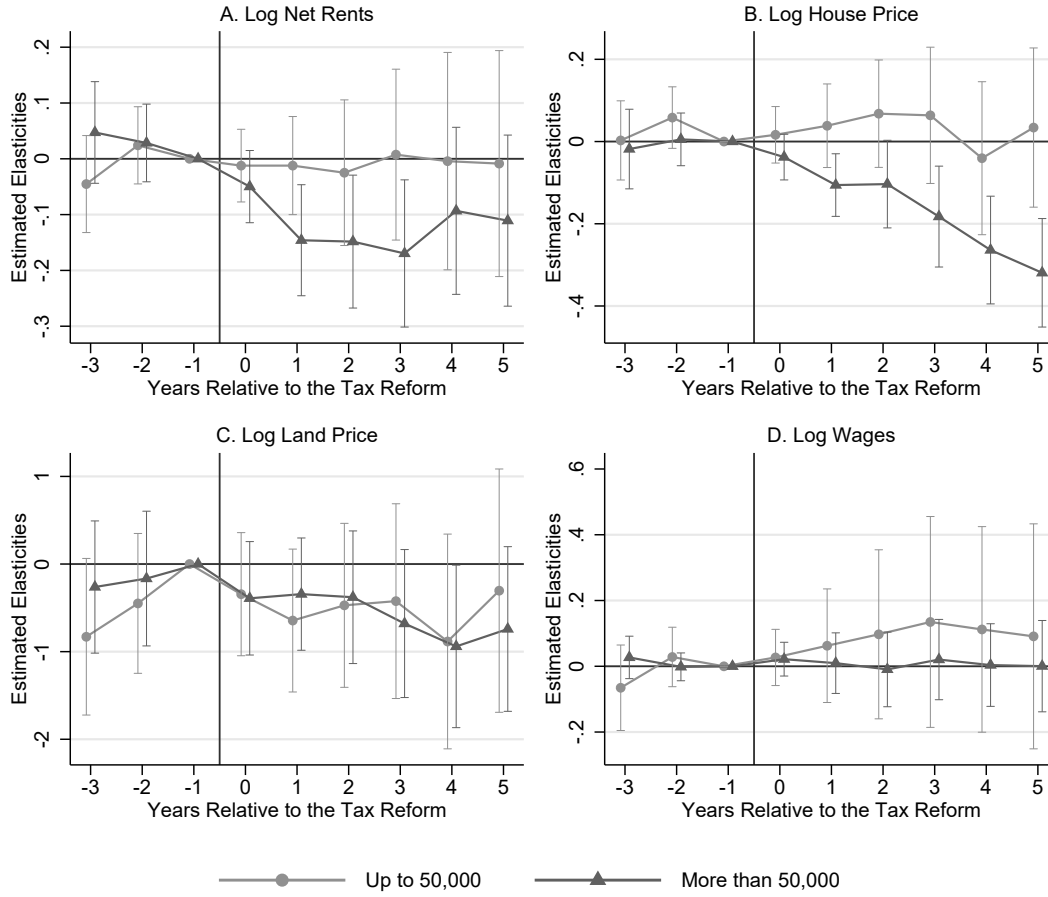 A. Log Net Rents
Estimated Elasticities
.2
.1
0
-.1
-.2
-.3
-3 -2 -1 0 1 2 3 4 5
Years Relative to the Tax Reform
B. Log House Price
Estimated Elasticities
.2
0
-.2
-.4
-3 -2 -1 0 1 2 3 4 5
Years Relative to the Tax Reform
C. Log Land Price
Estimated Elasticities
1
0
-1
-2
-3 -2 -1 0 1 2 3 4 5
Years Relative to the Tax Reform
D. Log Wages
Estimated Elasticities
.6
.4
.2
0
-.2
-3 -2 -1 0 1 2 3 4 5
Years Relative to the Tax Reform
Up to 50,000 More than 50,000